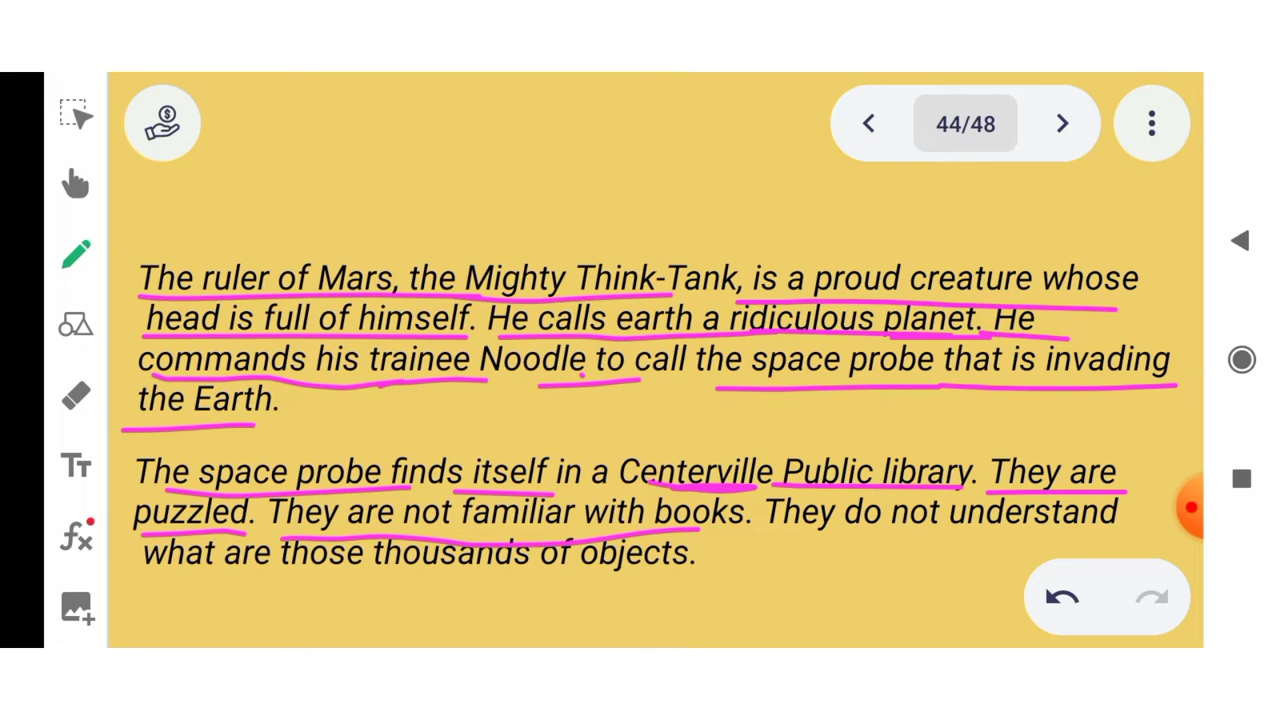 44/48
The ruler of Mars, the Mighty Think-Tank, is a proud creature whose
head is full of himself. He calls earth a ridiculous planet. He
commands his trainee Noodle to call the space probe that is invading
the Earth.
The space probe finds itself in a Centerville Public library. They are
puzzled. They are not familiar with books. They do not understand
what are those thousands of objects.
TT
fx
$